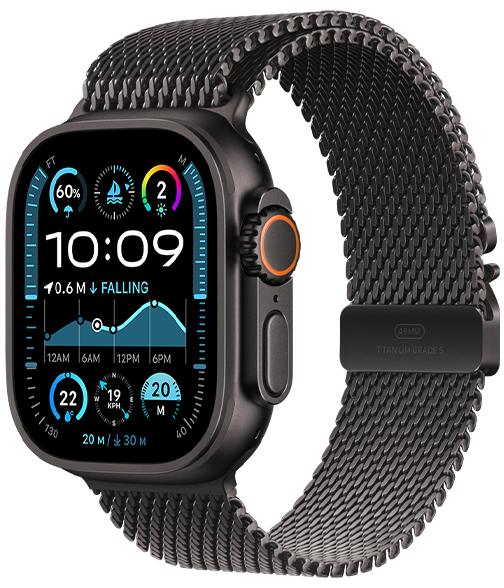 FT
M
60%
2
10:09
0.6 M ↓ FALLING
12AM 6AM 12PM 6PM
22
N
W E
S
19
KPH
20
M
130
40
20 M / 30 M
49MM
TITANIUM GRADE 5